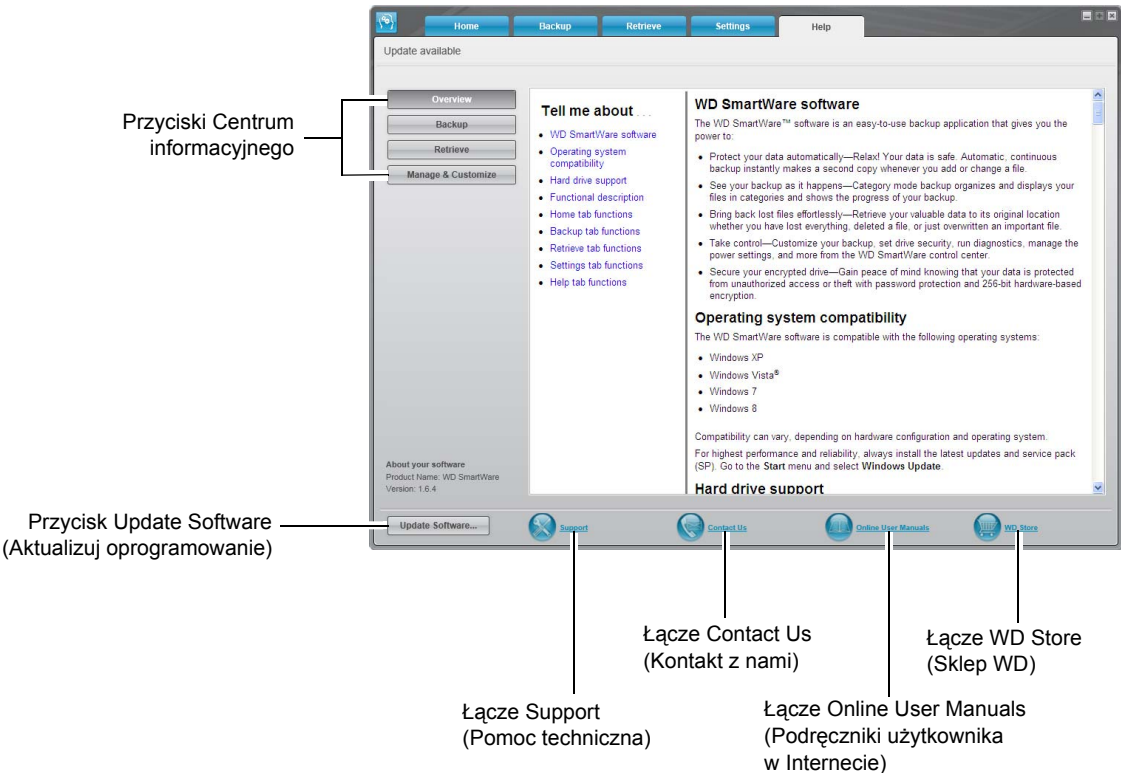 Home
Backup
Retrieve
Settings
Help
Update available
Przyciski Centrum
informacyjnego
Overview
Backup
Retrieve
Manage & Customize
Tell me about . . .
• WD SmartWare software
• Operating system
compatibility
• Hard drive support
• Functional description
• Home tab functions
• Backup tab functions
• Retrieve tab functions
• Settings tab functions
• Help tab functions
WD SmartWare software
The WD SmartWare™ software is an easy-to-use backup application that gives you the
power to:
• Protect your data automatically—Relax! Your data is safe. Automatic, continuous
backup instantly makes a second copy whenever you add or change a file.
• See your backup as it happens—Category mode backup organizes and displays your
files in categories and shows the progress of your backup.
• Bring back lost files effortlessly—Retrieve your valuable data to its original location
whether you have lost everything, deleted a file, or just overwritten an important file.
• Take control—Customize your backup, set drive security, run diagnostics, manage the
power settings, and more from the WD SmartWare control center.
• Secure your encrypted drive—Gain peace of mind knowing that your data is protected
from unauthorized access or theft with password protection and 256-bit hardware-based
encryption.
Operating system compatibility
The WD SmartWare software is compatible with the following operating systems:
• Windows XP
• Windows Vista®
• Windows 7
• Windows 8
Compatibility can vary, depending on hardware configuration and operating system.
For highest performance and reliability, always install the latest updates and service pack
(SP). Go to the Start menu and select Windows Update.
Hard drive support
About your software
Product Name: WD SmartWare
Version: 1.6.4
Przycisk Update Software
(Aktualizuj oprogramowanie)
Update Software...
Support
Contact Us
Online User Manuals
WD Store
Łącze Contact Us
(Kontakt z nami)
Łącze WD Store
(Sklep WD)
Łącze Support
(Pomoc techniczna)
Łącze Online User Manuals
(Podręczniki użytkownika
w Internecie)